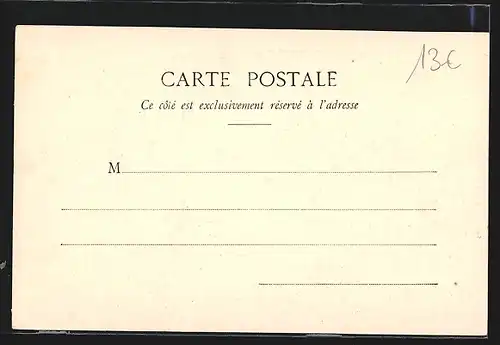 13€
CARTE POSTALE
Ce côté est exclusivement réservé à l'adresse
M